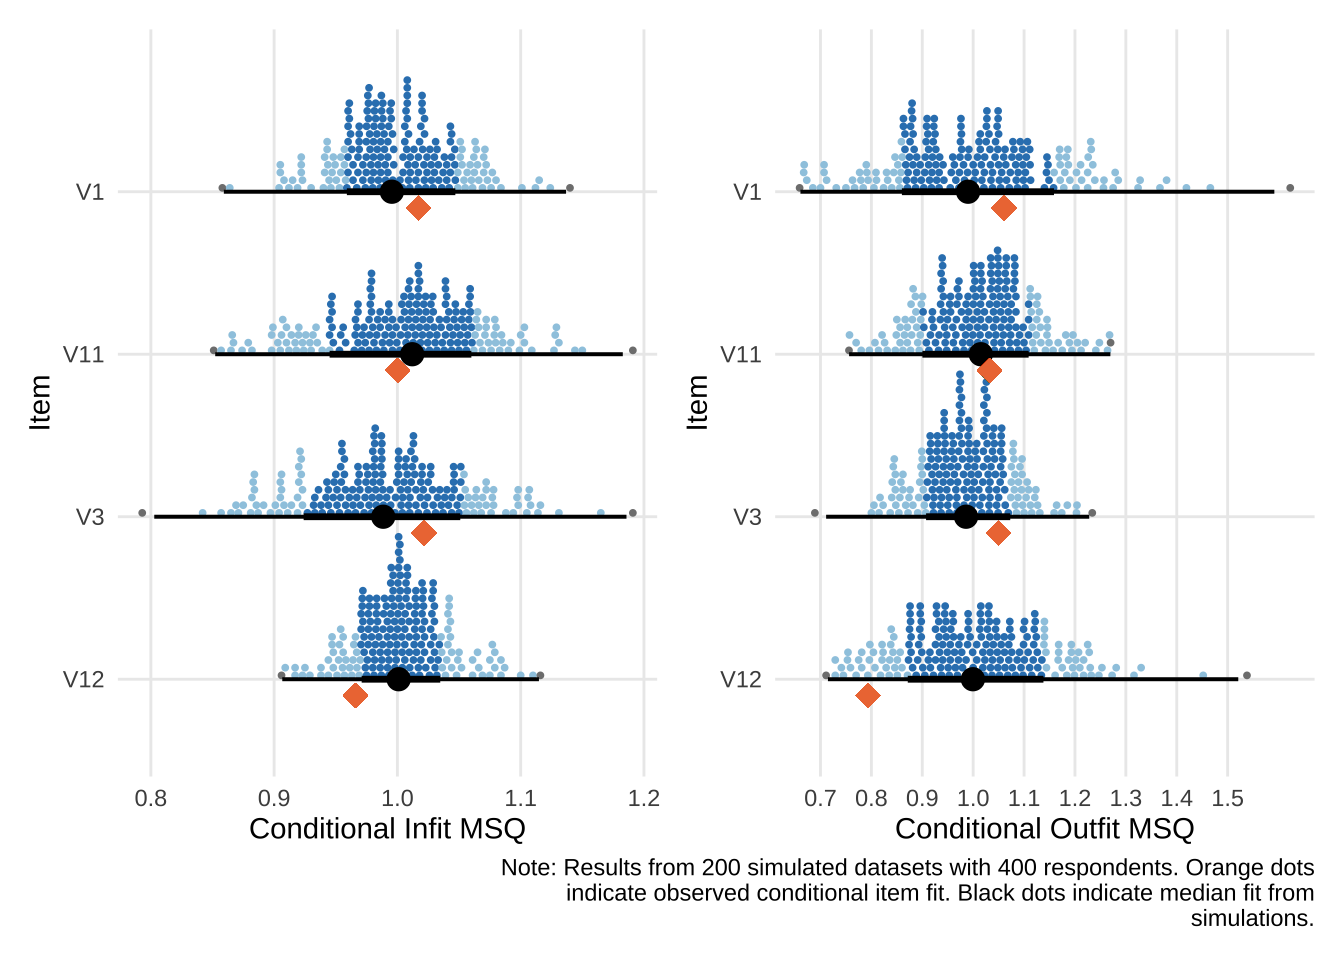 V1
V11
V3
V12
Item
0.8 0.9 1.0 1.1 1.2
Conditional Infit MSQ
V1
V11
V3
V12
Item
0.7 0.8 0.9 1.0 1.1 1.2 1.3 1.4 1.5
Conditional Outfit MSQ
Note: Results from 200 simulated datasets with 400 respondents. Orange dots
indicate observed conditional item fit. Black dots indicate median fit from
simulations.